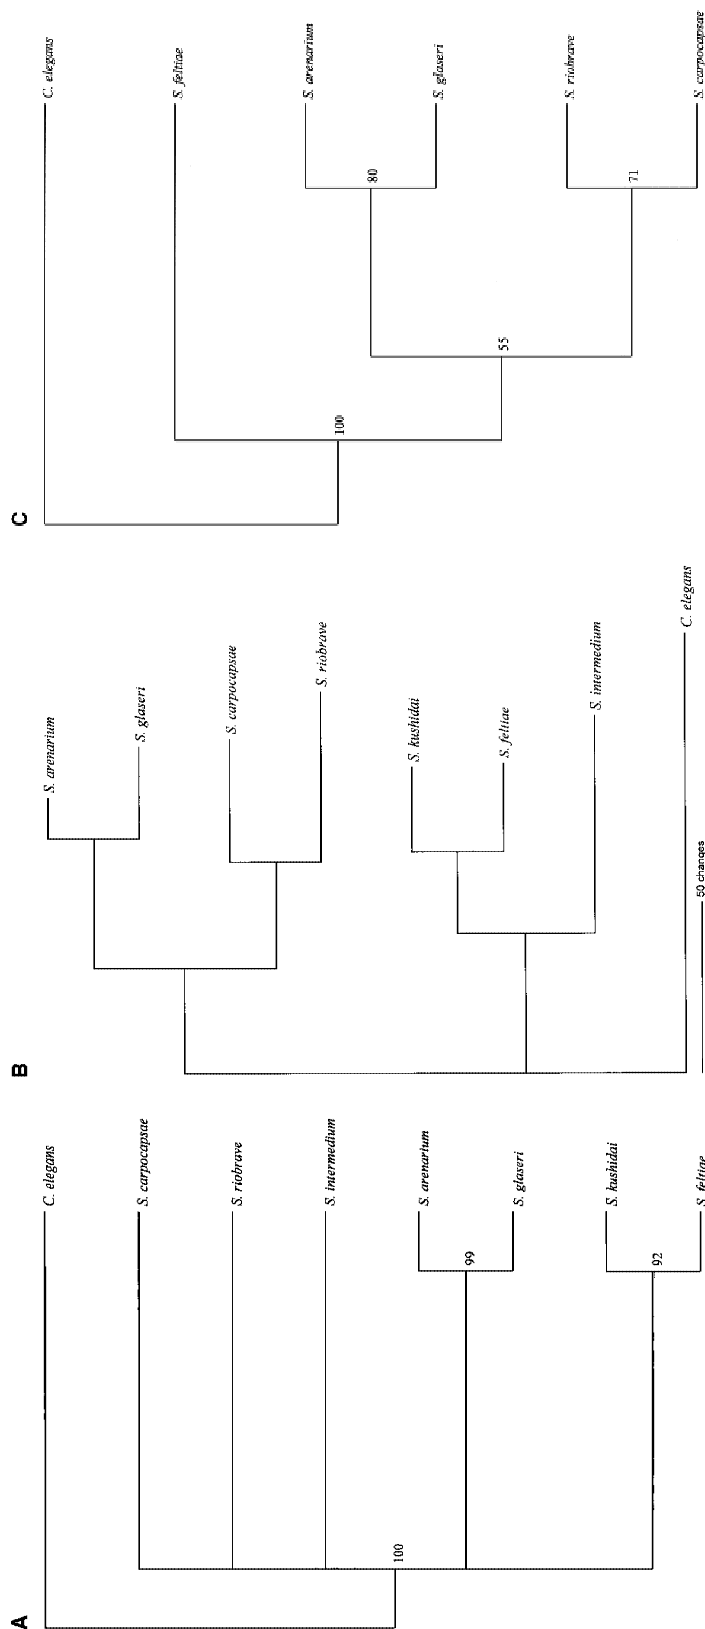 A
C. elegans
S. carpocapsae
S. riobrave
S. intermedium
S. arenarium
S. glaseri
S. kushidai
S. feltiae
100
99
92
B
S. arenarium
S. glaseri
S. carpocapsae
S. riobrave
S. kushidai
S. feltiae
S. intermedium
C. elegans
50 changes
C
C. elegans
S. feltiae
S. arenarium
S. glaseri
S. riobrave
S. carpocapsae
100
55
80
71